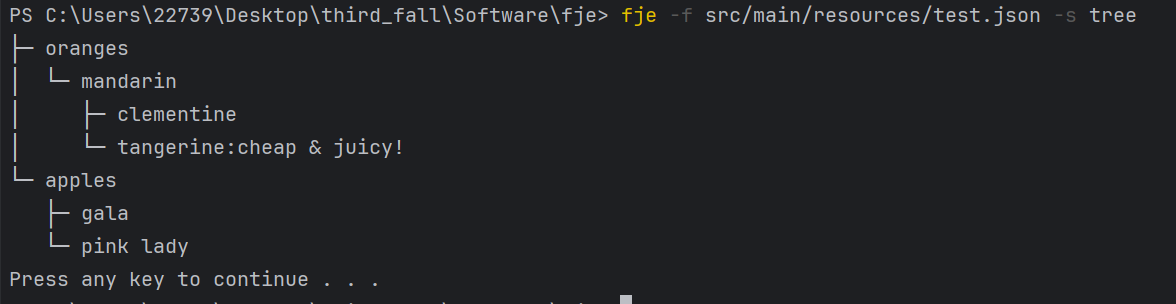 PS C:\Users\22739\Desktop\third_fall\Software\fje> fje -f src/main/resources/test.json -s tree
├─ oranges
│  └─ mandarin
│     ├─ clementine
│     └─ tangerine:cheap & juicy!
└─ apples
   ├─ gala
   └─ pink lady
Press any key to continue . . .